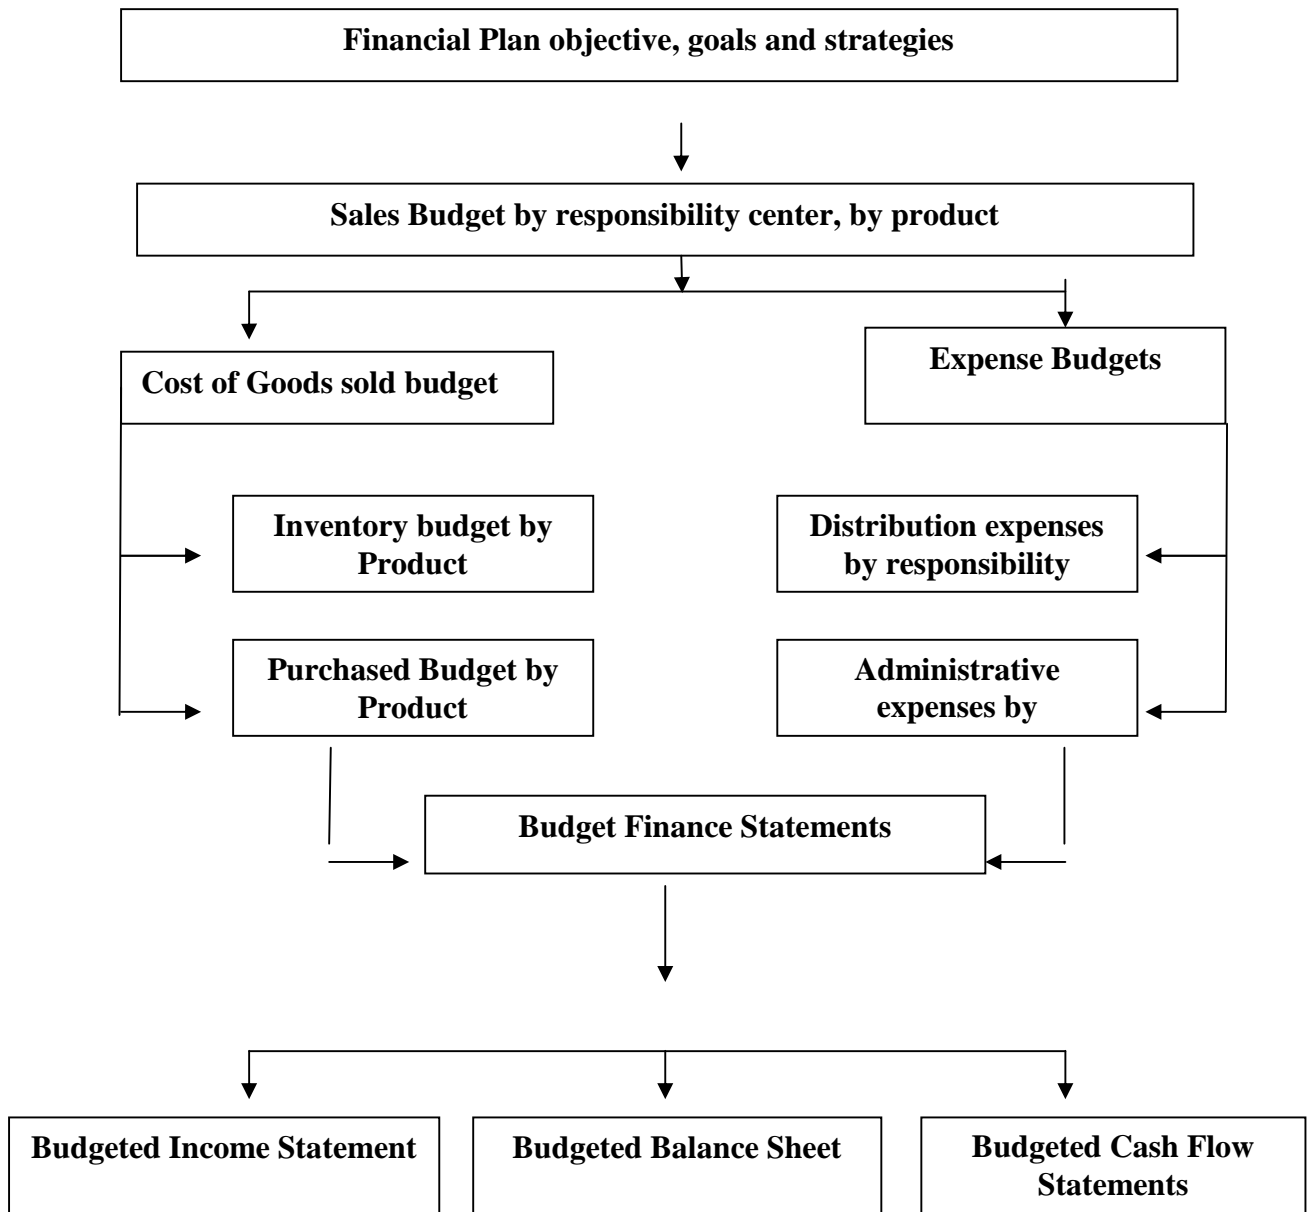 Financial Plan objective, goals and strategies
Sales Budget by responsibility center, by product
Cost of Goods sold budget
Expense Budgets
Inventory budget by
Product
Distribution expenses
by responsibility
Purchased Budget by
Product
Administrative
expenses by
Budget Finance Statements
Budgeted Income Statement
Budgeted Balance Sheet
Budgeted Cash Flow
Statements